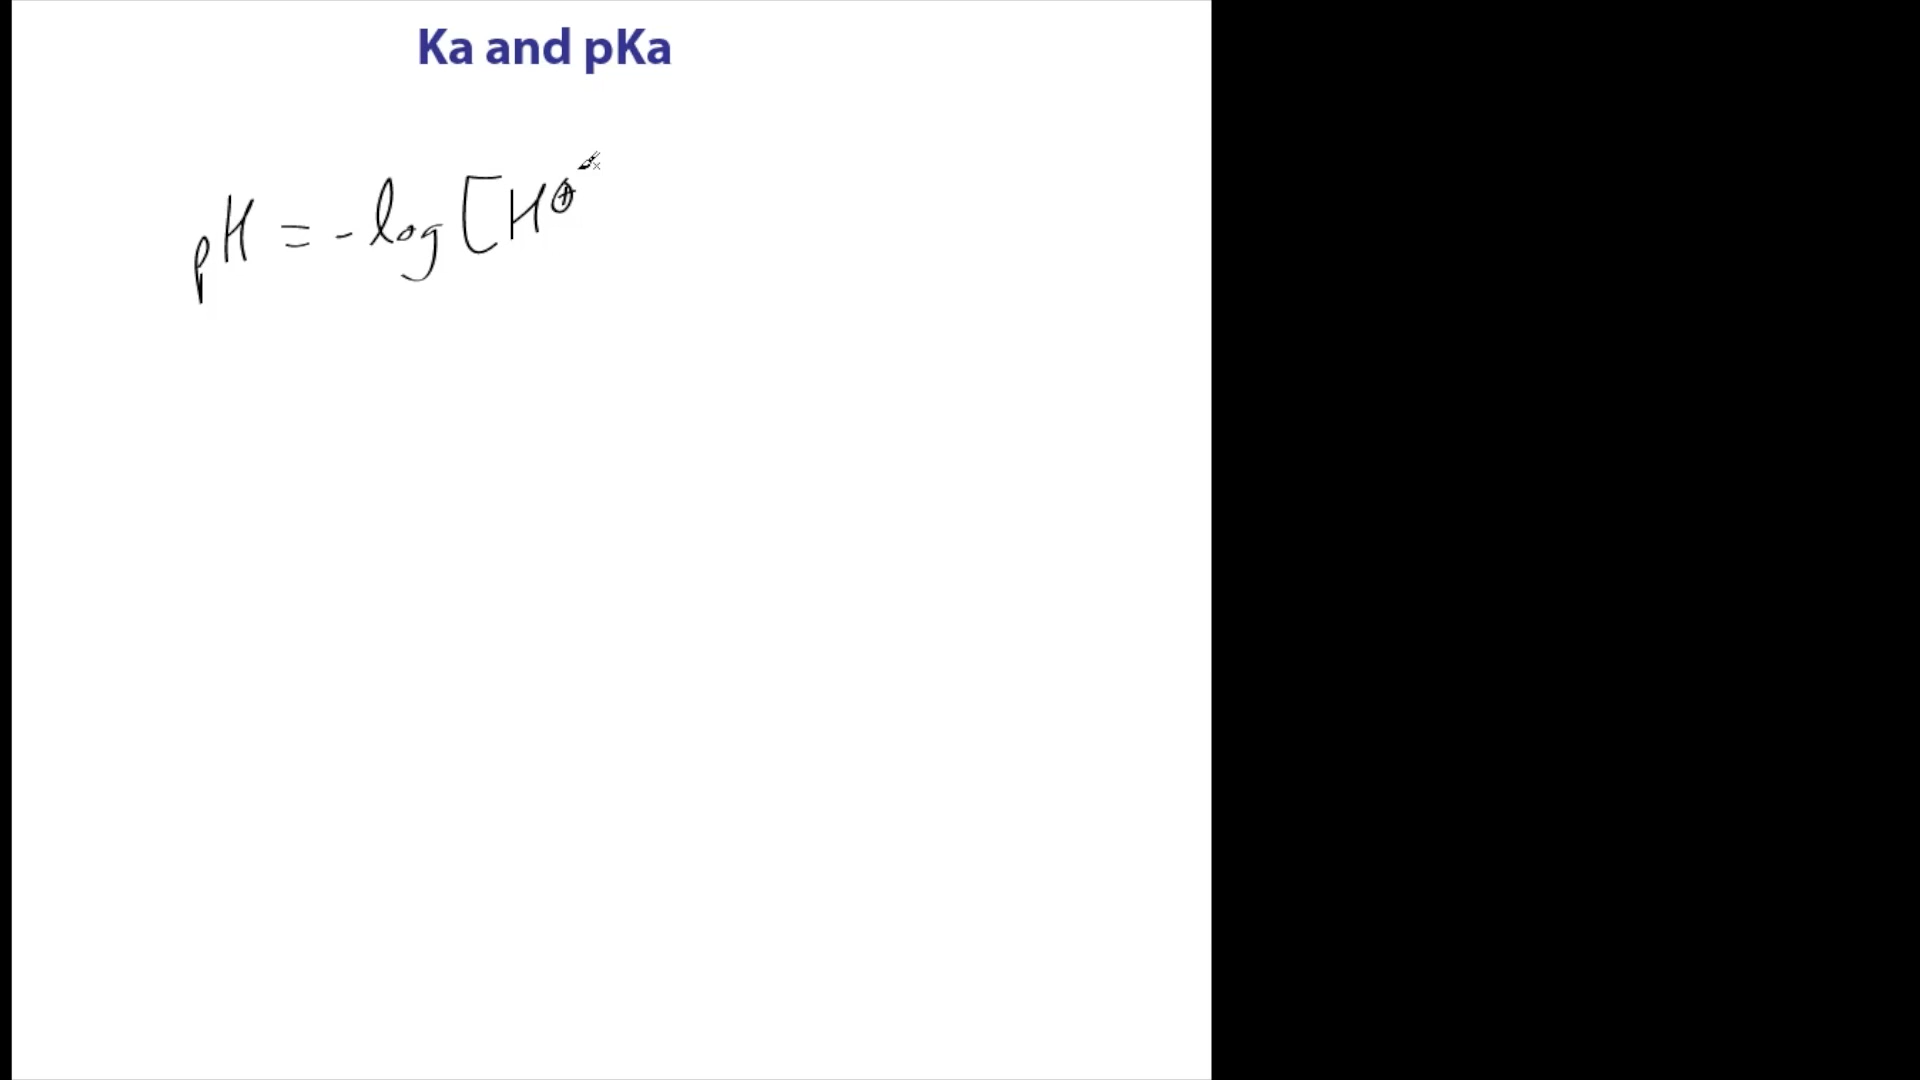 Ka and pKa
pH = -log [H⊕